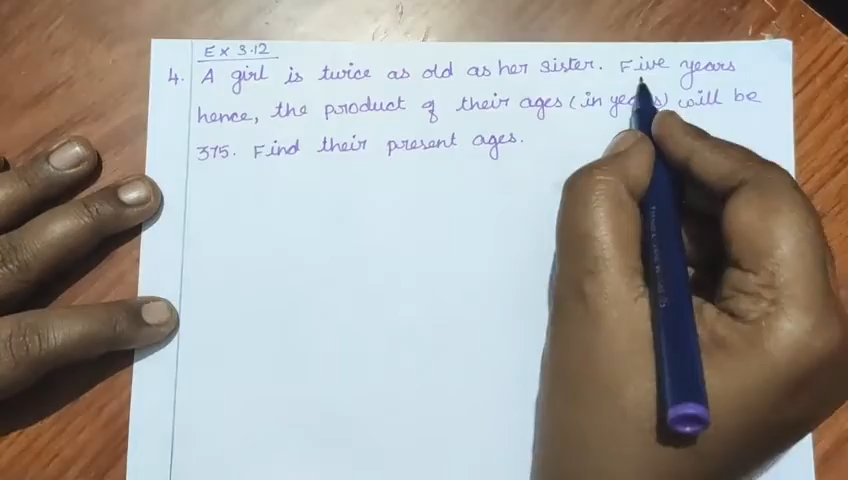 Ex 3.12
4. A girl is twice as old as her sister. Five years
hence, the product of their ages (in years) will be
375. Find their present ages.